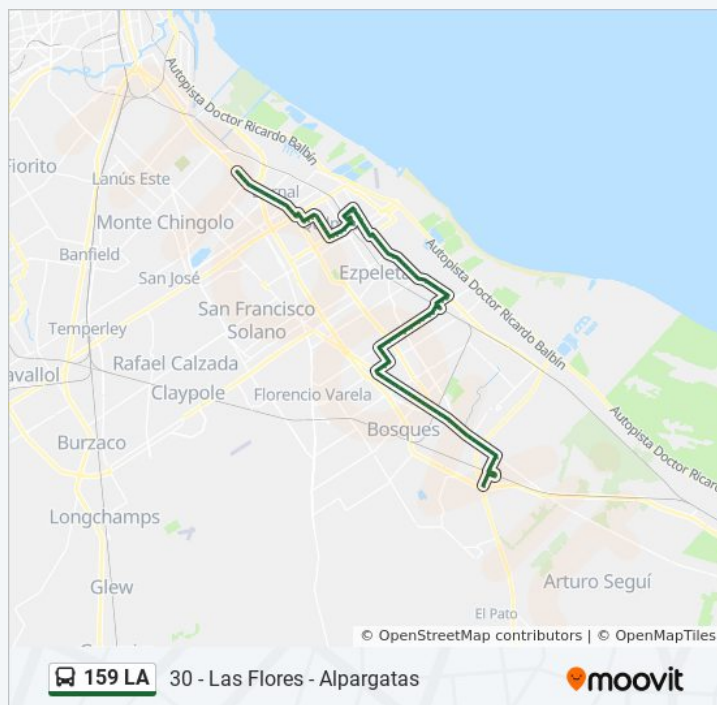 Autopista Doctor Ricardo Balbín
Fiorito
Lanús Este
Monte Chingolo
Banfield
San José
Ezpeleta
Autopista Doctor Ricardo Balbín
San Francisco
Solano
Temperley
Rafael Calzada
Claypole
Florencio Varela
Bosques
Burzaco
Longchamps
Glew
Arturo Seguí
El Pato
© OpenStreetMap contributors | © OpenMapTiles
159 LA
30 - Las Flores - Alpargatas
moovit
Autopista Doctor Ricard